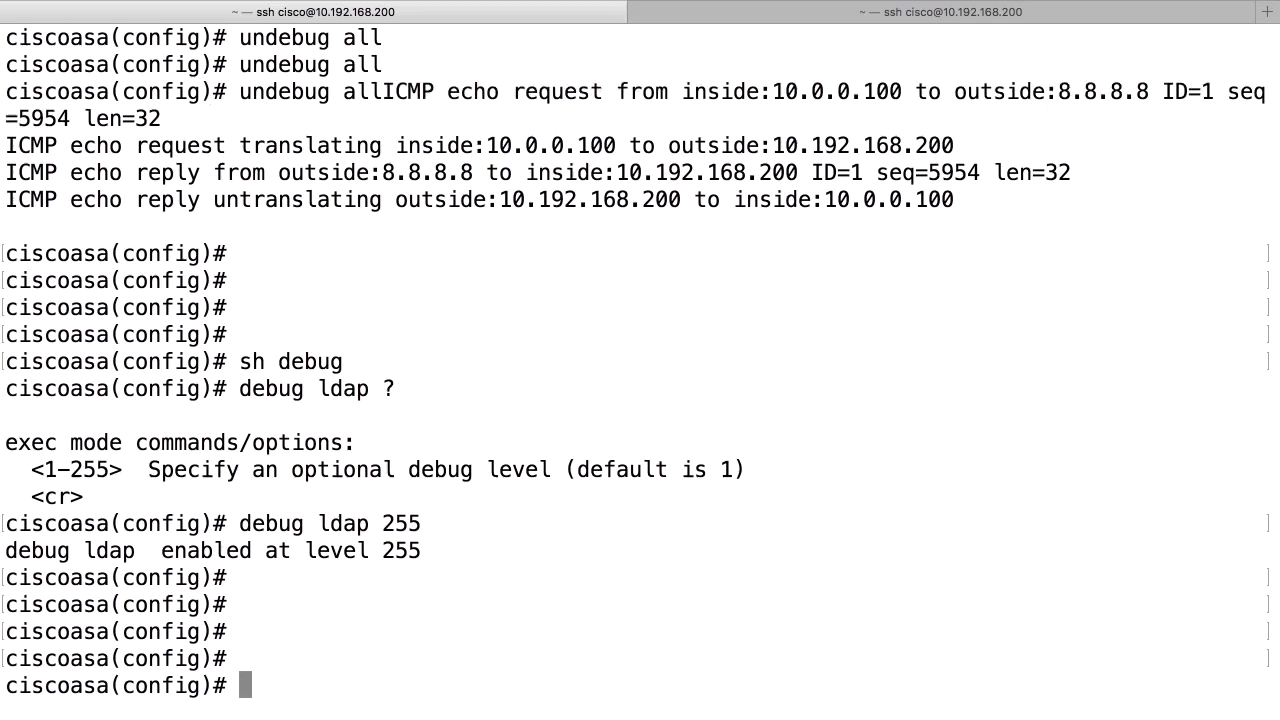 ~ — ssh cisco@10.192.168.200
~ — ssh cisco@10.192.168.200
+
ciscoasa(config)# undebug all
ciscoasa(config)# undebug all
ciscoasa(config)# undebug allICMP echo request from inside:10.0.0.100 to outside:8.8.8.8 ID=1 seq
=5954 len=32
ICMP echo request translating inside:10.0.0.100 to outside:10.192.168.200
ICMP echo reply from outside:8.8.8.8 to inside:10.192.168.200 ID=1 seq=5954 len=32
ICMP echo reply untranslating outside:10.192.168.200 to inside:10.0.0.100
[ciscoasa(config)# ]
[ciscoasa(config)# ]
[ciscoasa(config)# ]
[ciscoasa(config)# ]
[ciscoasa(config)# sh debug ]
ciscoasa(config)# debug ldap ?
exec mode commands/options:
<1-255> Specify an optional debug level (default is 1)
<cr>
[ciscoasa(config)# debug ldap 255 ]
debug ldap enabled at level 255
[ciscoasa(config)# ]
[ciscoasa(config)# ]
[ciscoasa(config)# ]
[ciscoasa(config)# ]
ciscoasa(config)#